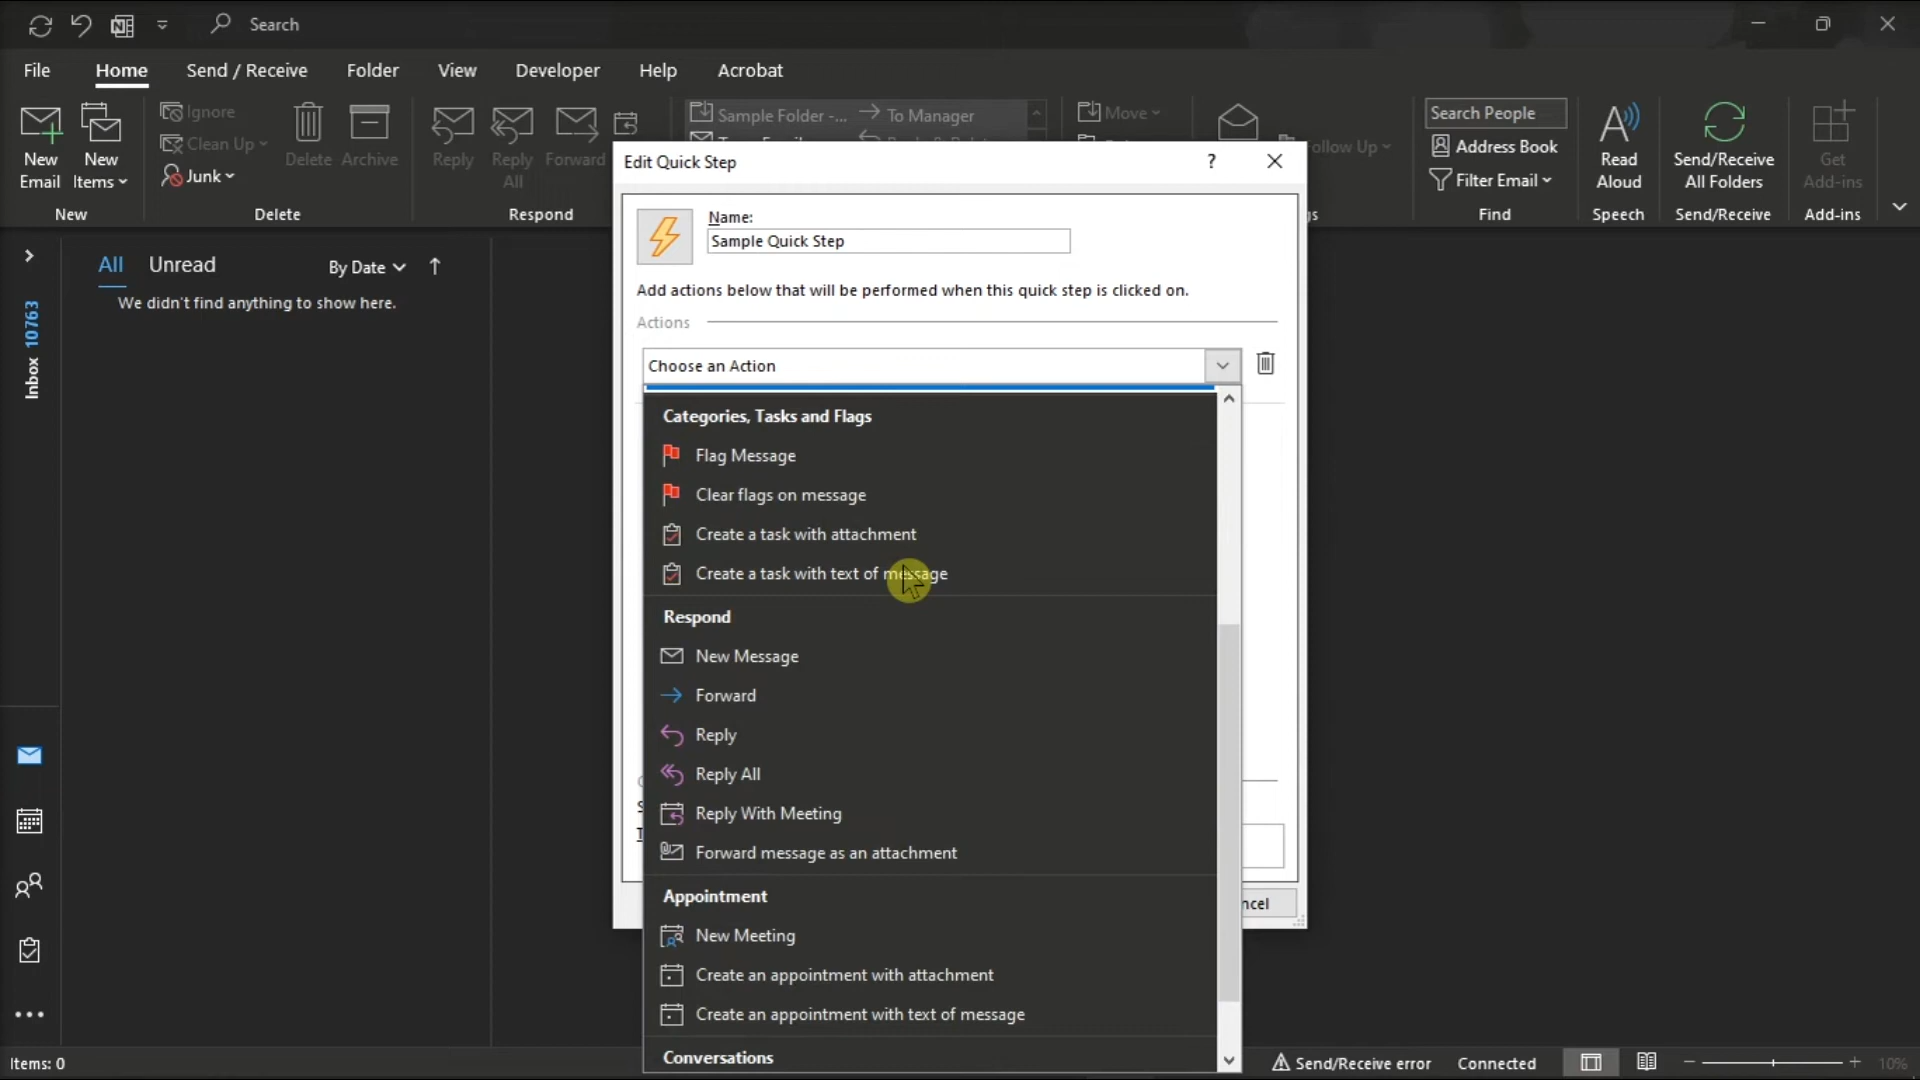 Search
File Home Send / Receive Folder View Developer Help Acrobat
New Email
New Items
Ignore
Clean Up
Junk
Delete
Archive
Reply
Reply All
Forward
Sample Folder -... To Manager
Move
Follow Up
Search People
Address Book
Filter Email
Read Aloud
Send/Receive All Folders
Get Add-ins
New Delete Respond Find Speech Send/Receive Add-ins
All Unread By Date
We didn't find anything to show here.
Inbox 10763
Edit Quick Step ?
Name:
Sample Quick Step
Add actions below that will be performed when this quick step is clicked on.
Actions
Choose an Action
Categories, Tasks and Flags
Flag Message
Clear flags on message
Create a task with attachment
Create a task with text of message
Respond
New Message
Forward
Reply
Reply All
Reply With Meeting
Forward message as an attachment
Appointment
New Meeting
Create an appointment with attachment
Create an appointment with text of message
Conversations
ncel
Items: 0
Send/Receive error Connected 10%